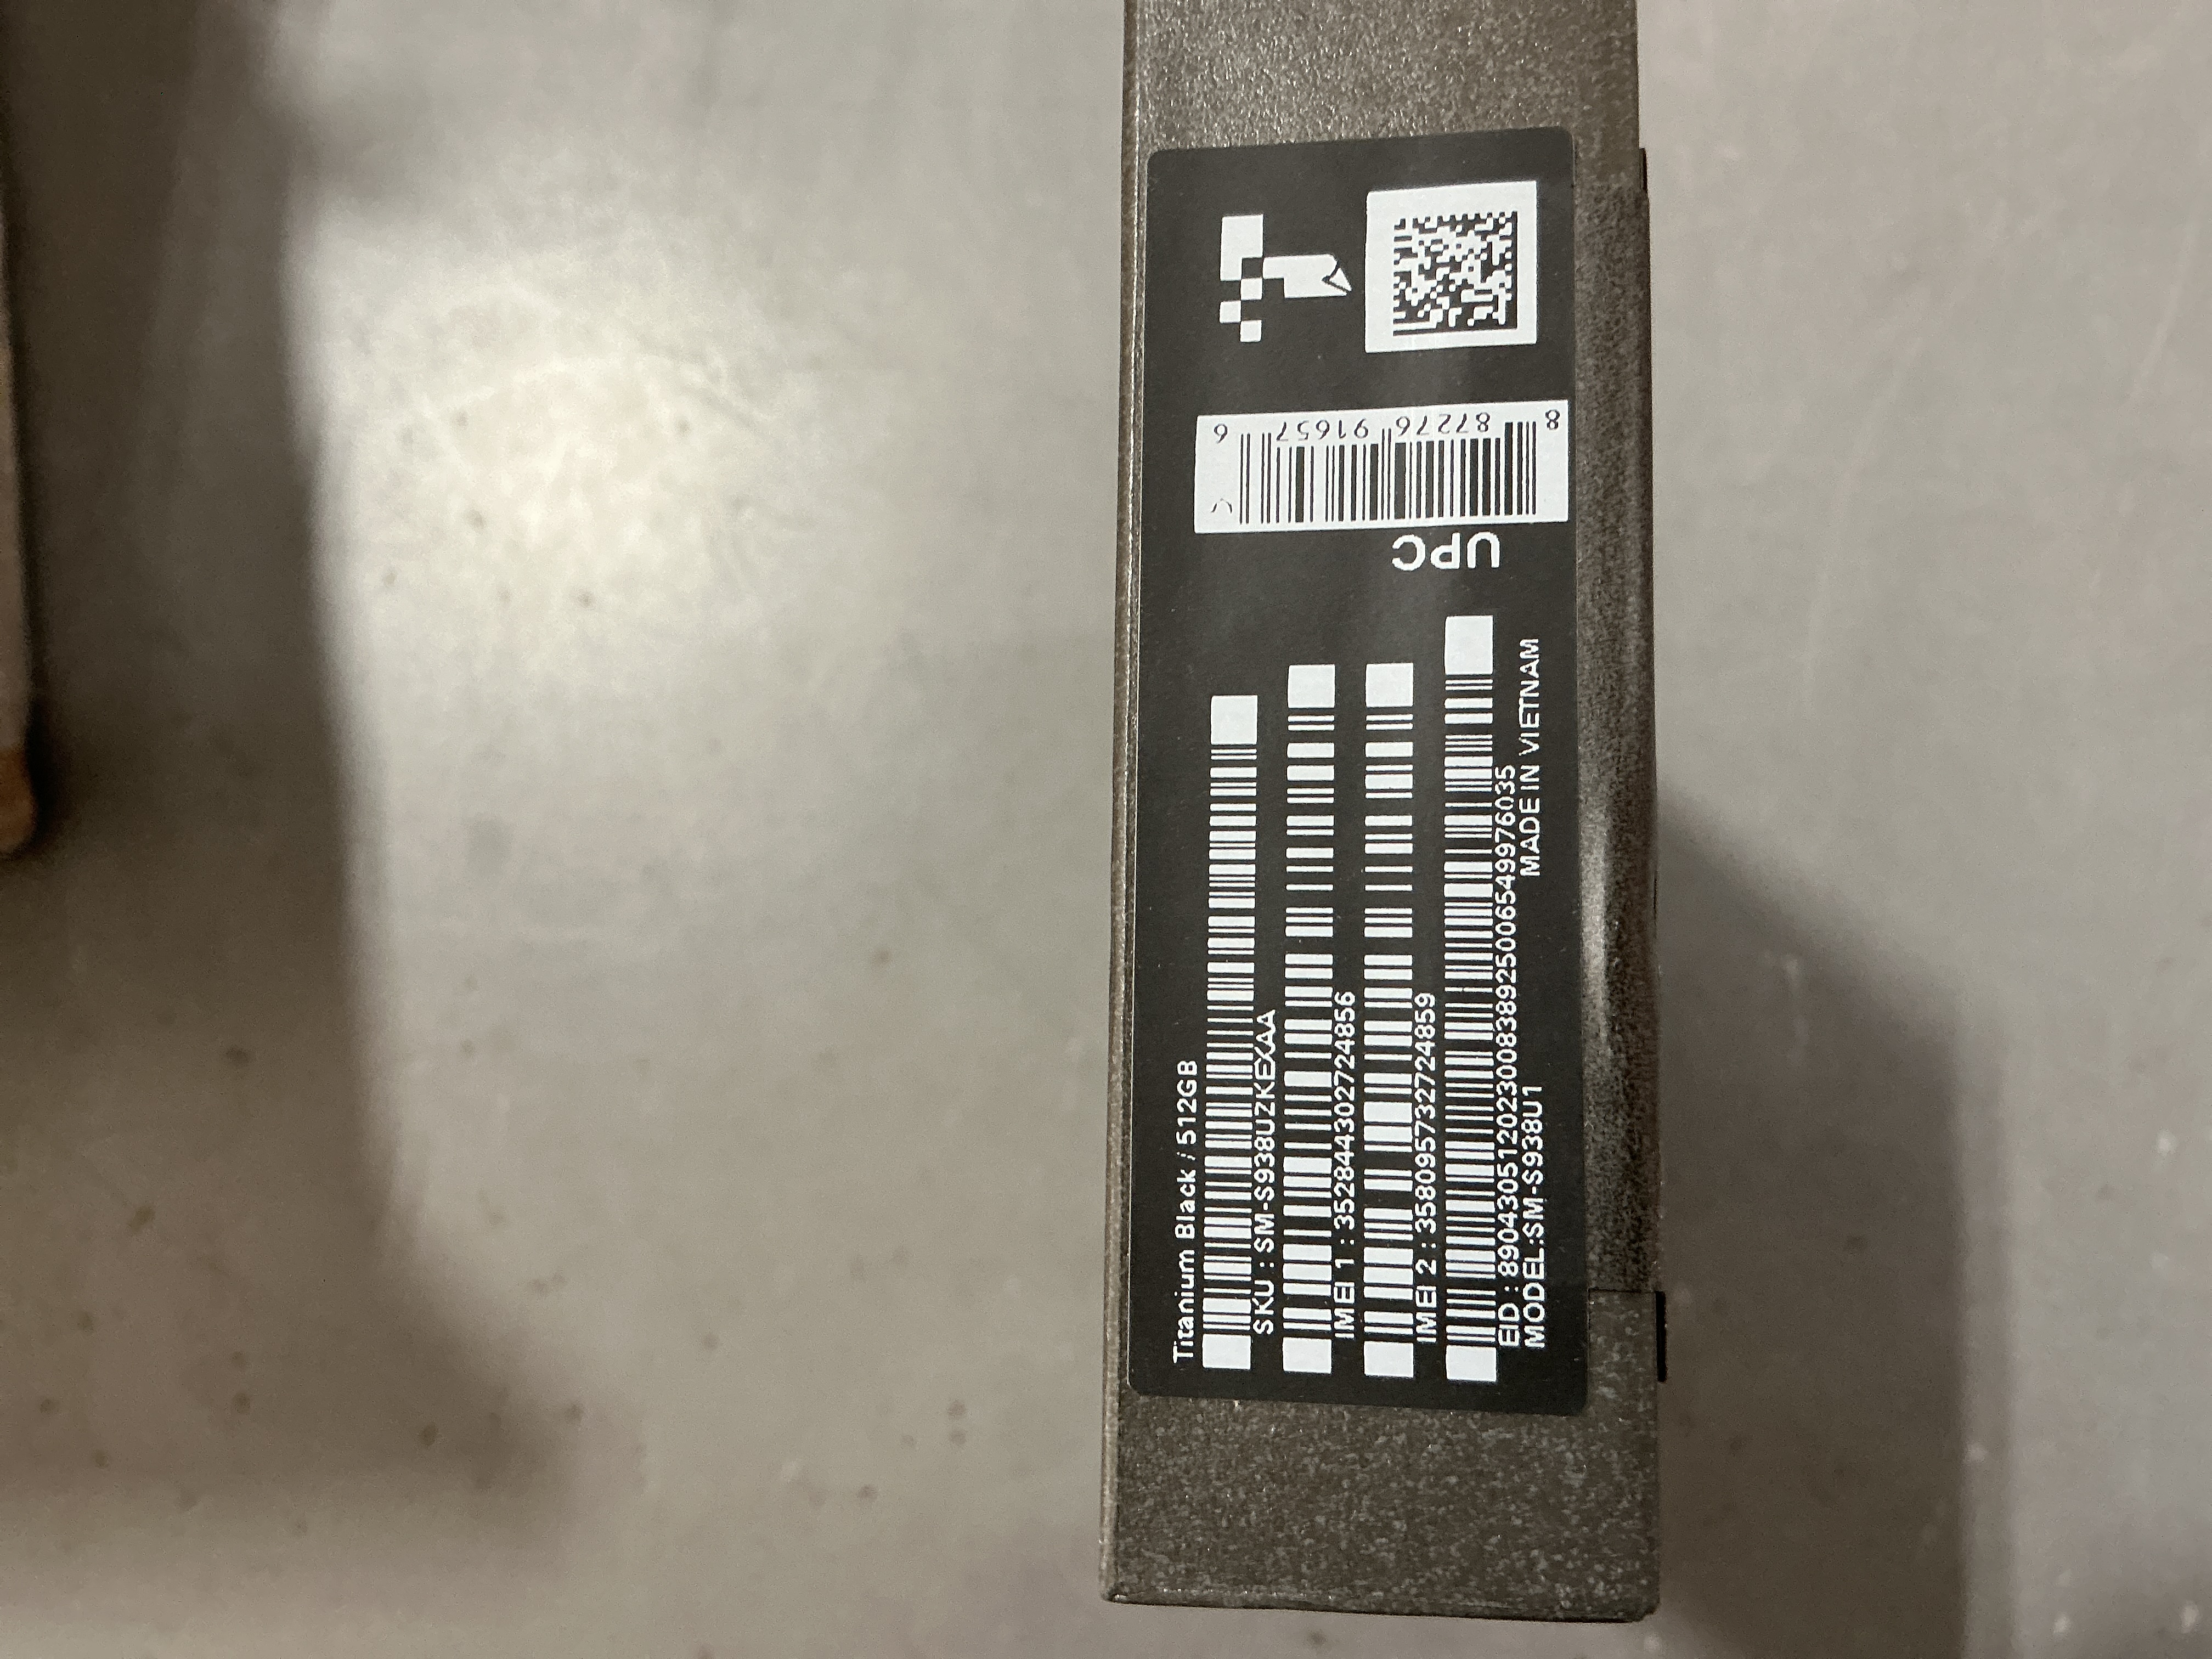 Titanium Black / 512GB
SKU : SM-S938UZKEXAA
IMEI 1 : 352844302724856
IMEI 2 : 358095732724859
EID : 89043051202300838925006549976035
MODEL:SM-S938U1
MADE IN VIETNAM
UPC
8 87276 91657 6